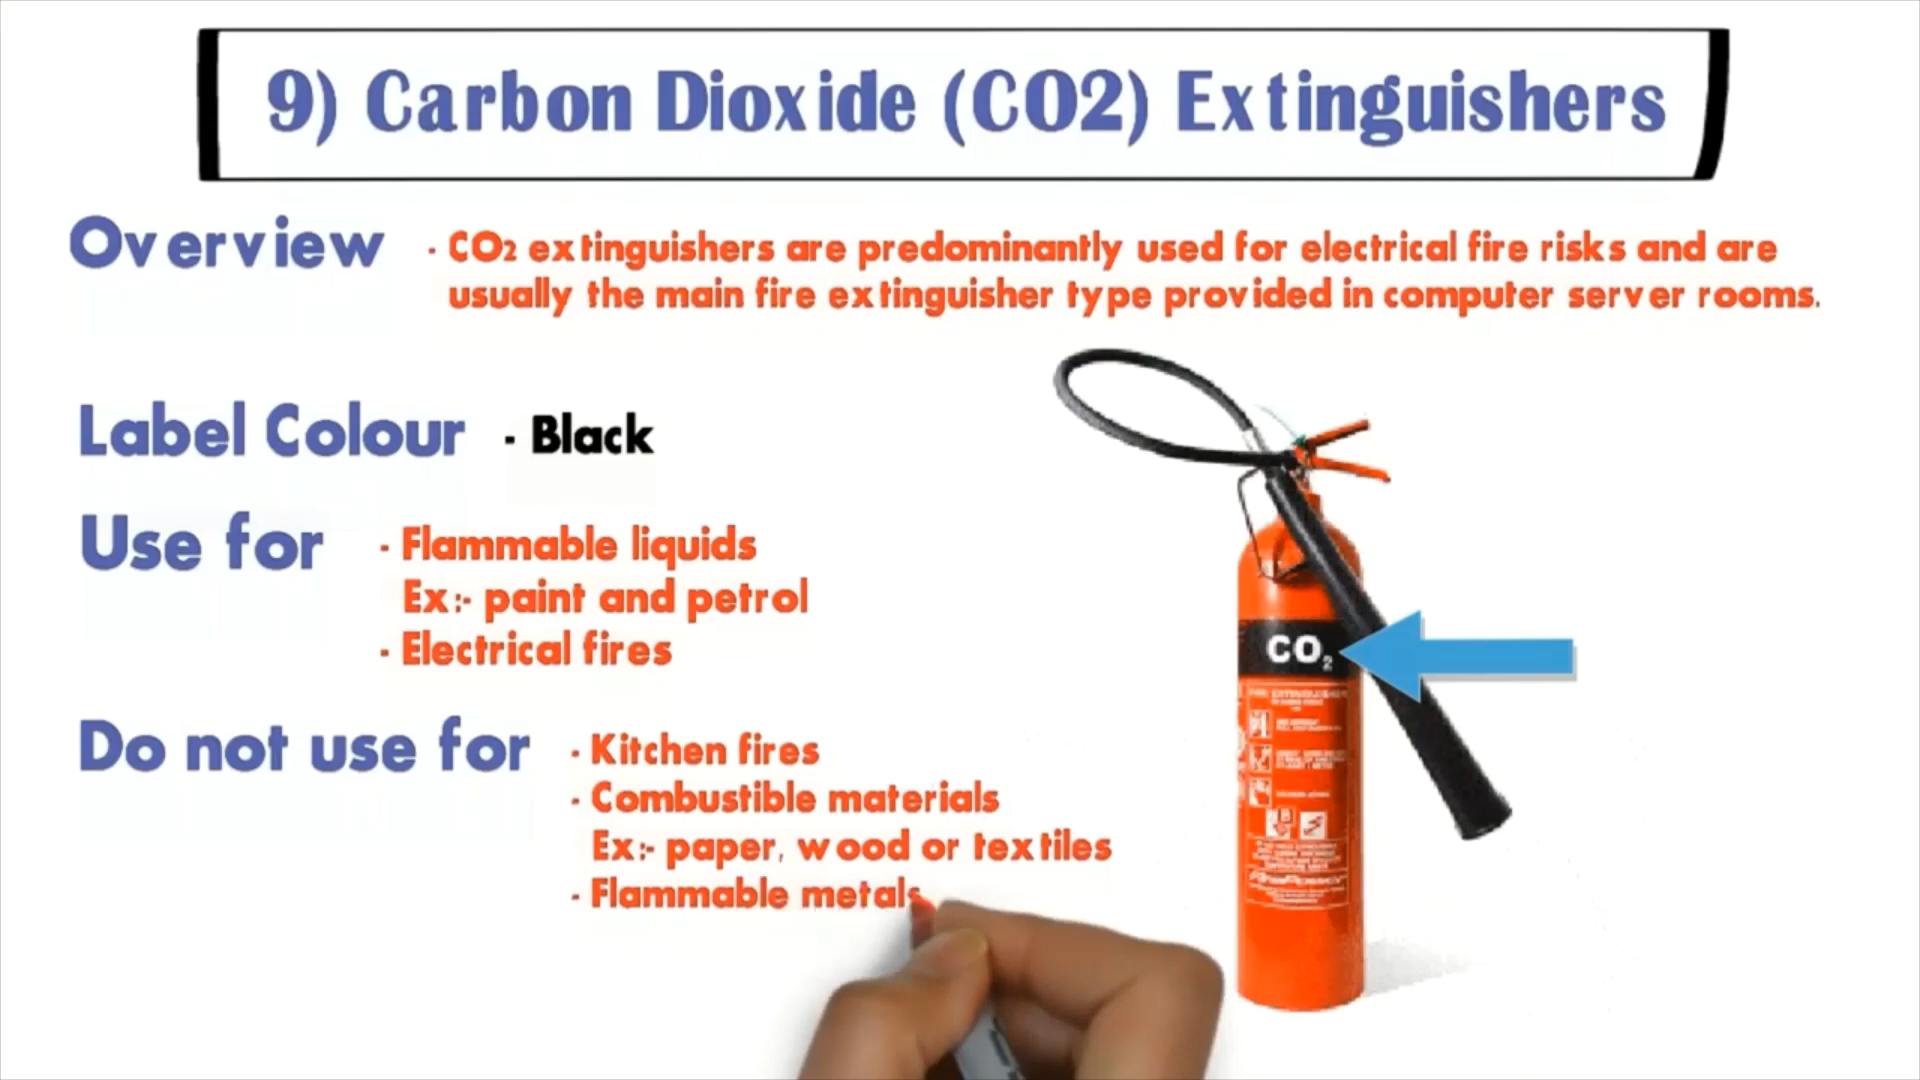 9) Carbon Dioxide (CO2) Extinguishers
Overview
- CO2 extinguishers are predominantly used for electrical fire risks and are
usually the main fire extinguisher type provided in computer server rooms.
Label Colour
- Black
Use for
- Flammable liquids
Ex:- paint and petrol
- Electrical fires
Do not use for
- Kitchen fires
- Combustible materials
Ex:- paper, wood or textiles
- Flammable metals
CO2